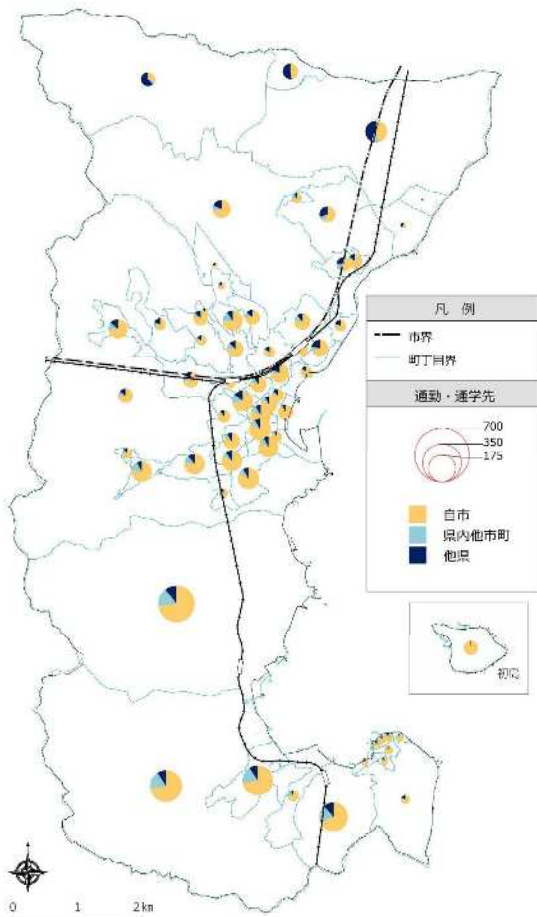 凡 例
市界
町丁目界
通勤・通学先
700
350
175
自市
県内他市町
他県
初島
0 1 2km